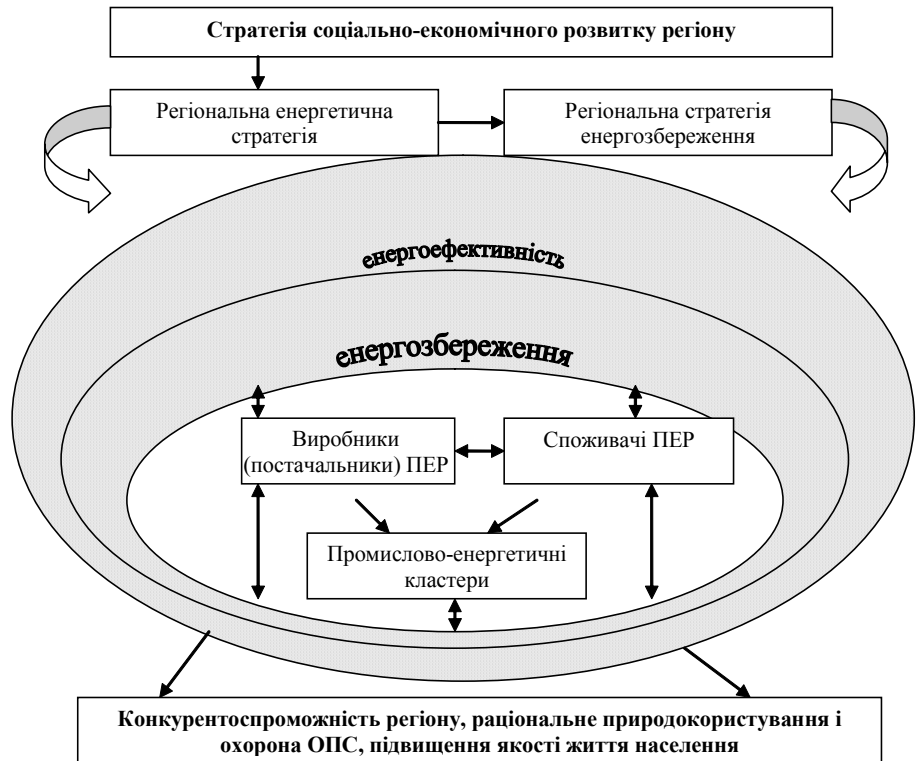 Стратегія соціально-економічного розвитку регіону
Регіональна енергетична
стратегія
Регіональна стратегія
енергозбереження
енергоефективність
енергозбереження
Виробники
(постачальники) ПЕР
Споживачі ПЕР
Промислово-енергетичні
кластери
Конкурентоспроможність регіону, раціональне природокористування і
охорона ОПС, підвищення якості життя населення